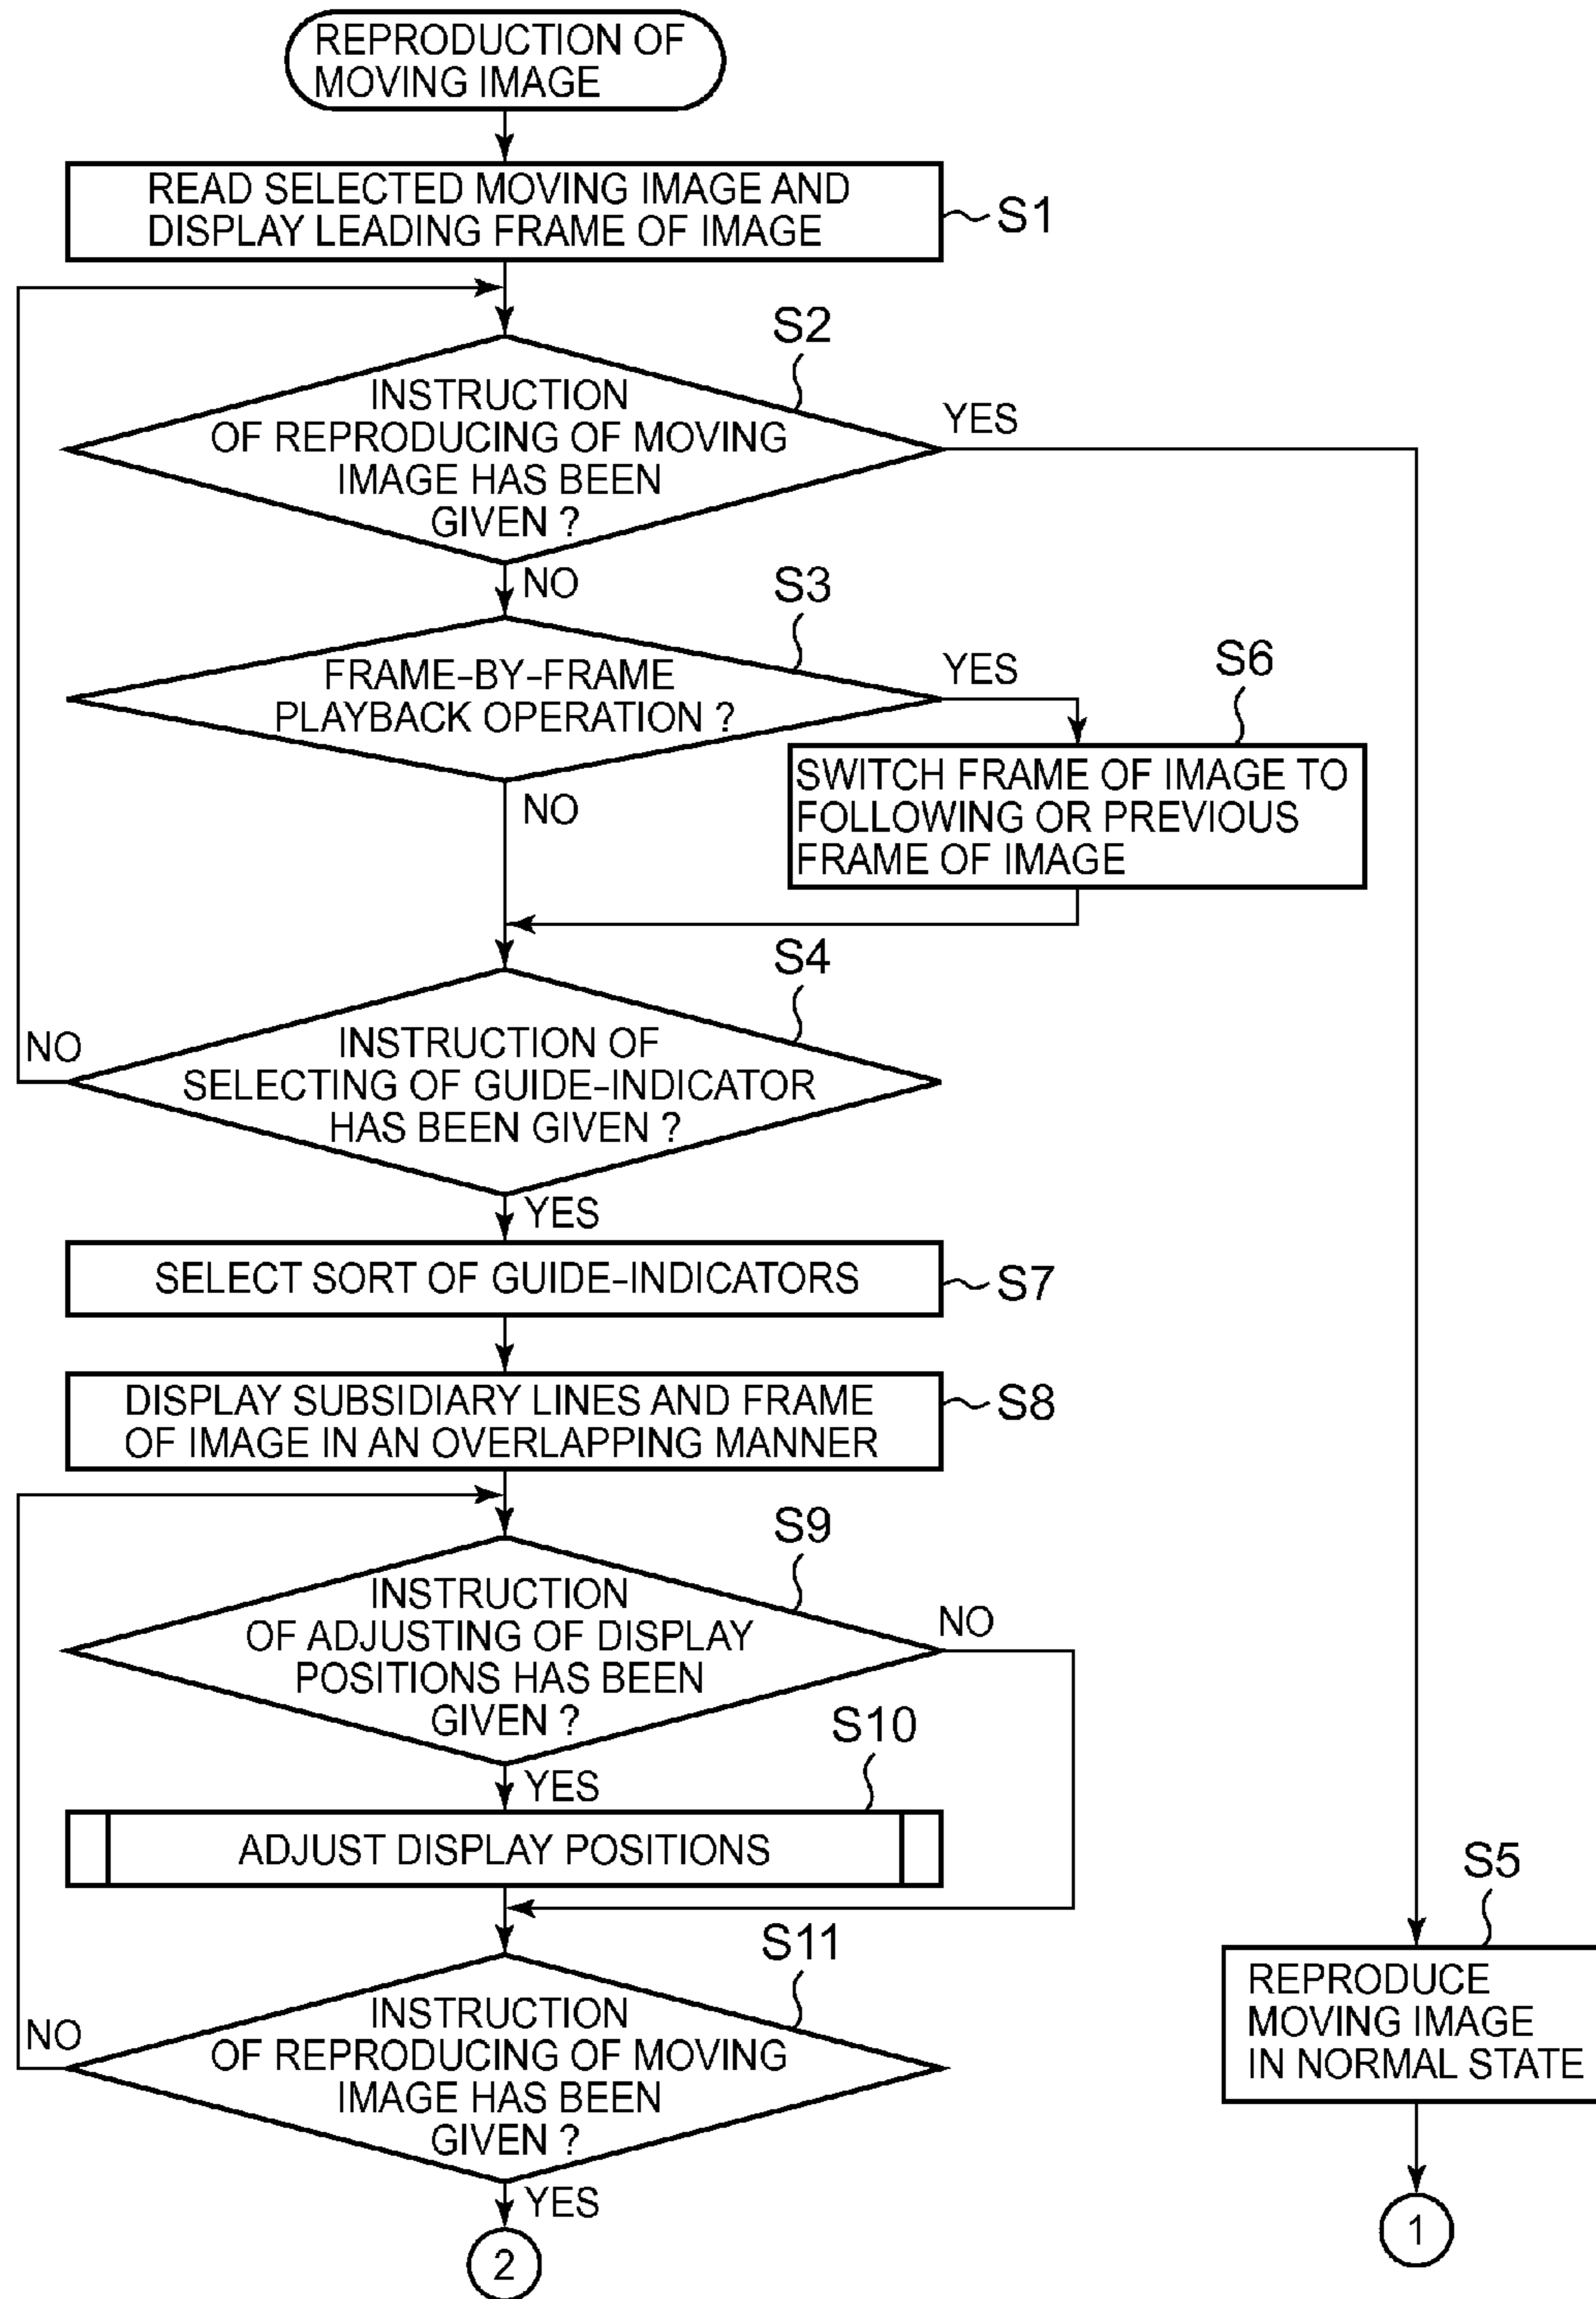 REPRODUCTION OF
MOVING IMAGE
READ SELECTED MOVING IMAGE AND
DISPLAY LEADING FRAME OF IMAGE
S1
S2
INSTRUCTION
OF REPRODUCING OF MOVING
IMAGE HAS BEEN
GIVEN ?
YES
NO
S3
FRAME-BY-FRAME
PLAYBACK OPERATION ?
YES
NO
S6
SWITCH FRAME OF IMAGE TO
FOLLOWING OR PREVIOUS
FRAME OF IMAGE
S4
INSTRUCTION OF
SELECTING OF GUIDE-INDICATOR
HAS BEEN GIVEN ?
NO
YES
SELECT SORT OF GUIDE-INDICATORS
S7
DISPLAY SUBSIDIARY LINES AND FRAME
OF IMAGE IN AN OVERLAPPING MANNER
S8
S9
INSTRUCTION
OF ADJUSTING OF DISPLAY
POSITIONS HAS BEEN
GIVEN ?
NO
YES
S10
ADJUST DISPLAY POSITIONS
S11
INSTRUCTION
OF REPRODUCING OF MOVING
IMAGE HAS BEEN
GIVEN ?
NO
YES
2
S5
REPRODUCE
MOVING IMAGE
IN NORMAL STATE
1